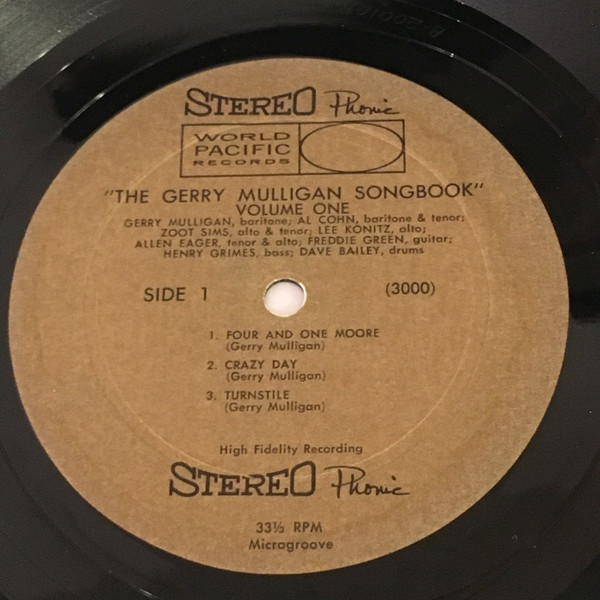 STEREO Phonic
WORLD
PACIFIC
RECORDS
"THE GERRY MULLIGAN SONGBOOK"
VOLUME ONE
GERRY MULLIGAN, baritone; AL COHN, baritone & tenor;
ZOOT SIMS, alto & tenor; LEE KONITZ, alto;
ALLEN EAGER, tenor & alto; FREDDIE GREEN, guitar;
HENRY GRIMES, bass; DAVE BAILEY, drums
SIDE 1 (3000)
1. FOUR AND ONE MOORE
(Gerry Mulligan)
2. CRAZY DAY
(Gerry Mulligan)
3. TURNSTILE
(Gerry Mulligan)
High Fidelity Recording
STEREO Phonic
33⅓ RPM
Microgroove